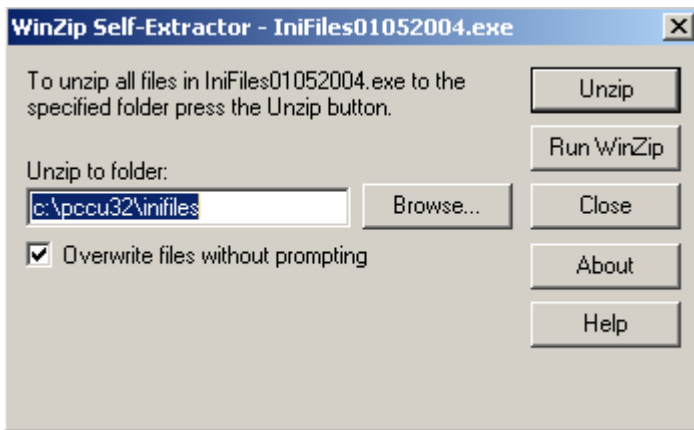 WinZip Self-Extractor - IniFiles01052004.exe
To unzip all files in IniFiles01052004.exe to the
specified folder press the Unzip button.
Unzip to folder:
c:\pccu32\inifiles
Browse...
Overwrite files without prompting
Unzip
Run WinZip
Close
About
Help